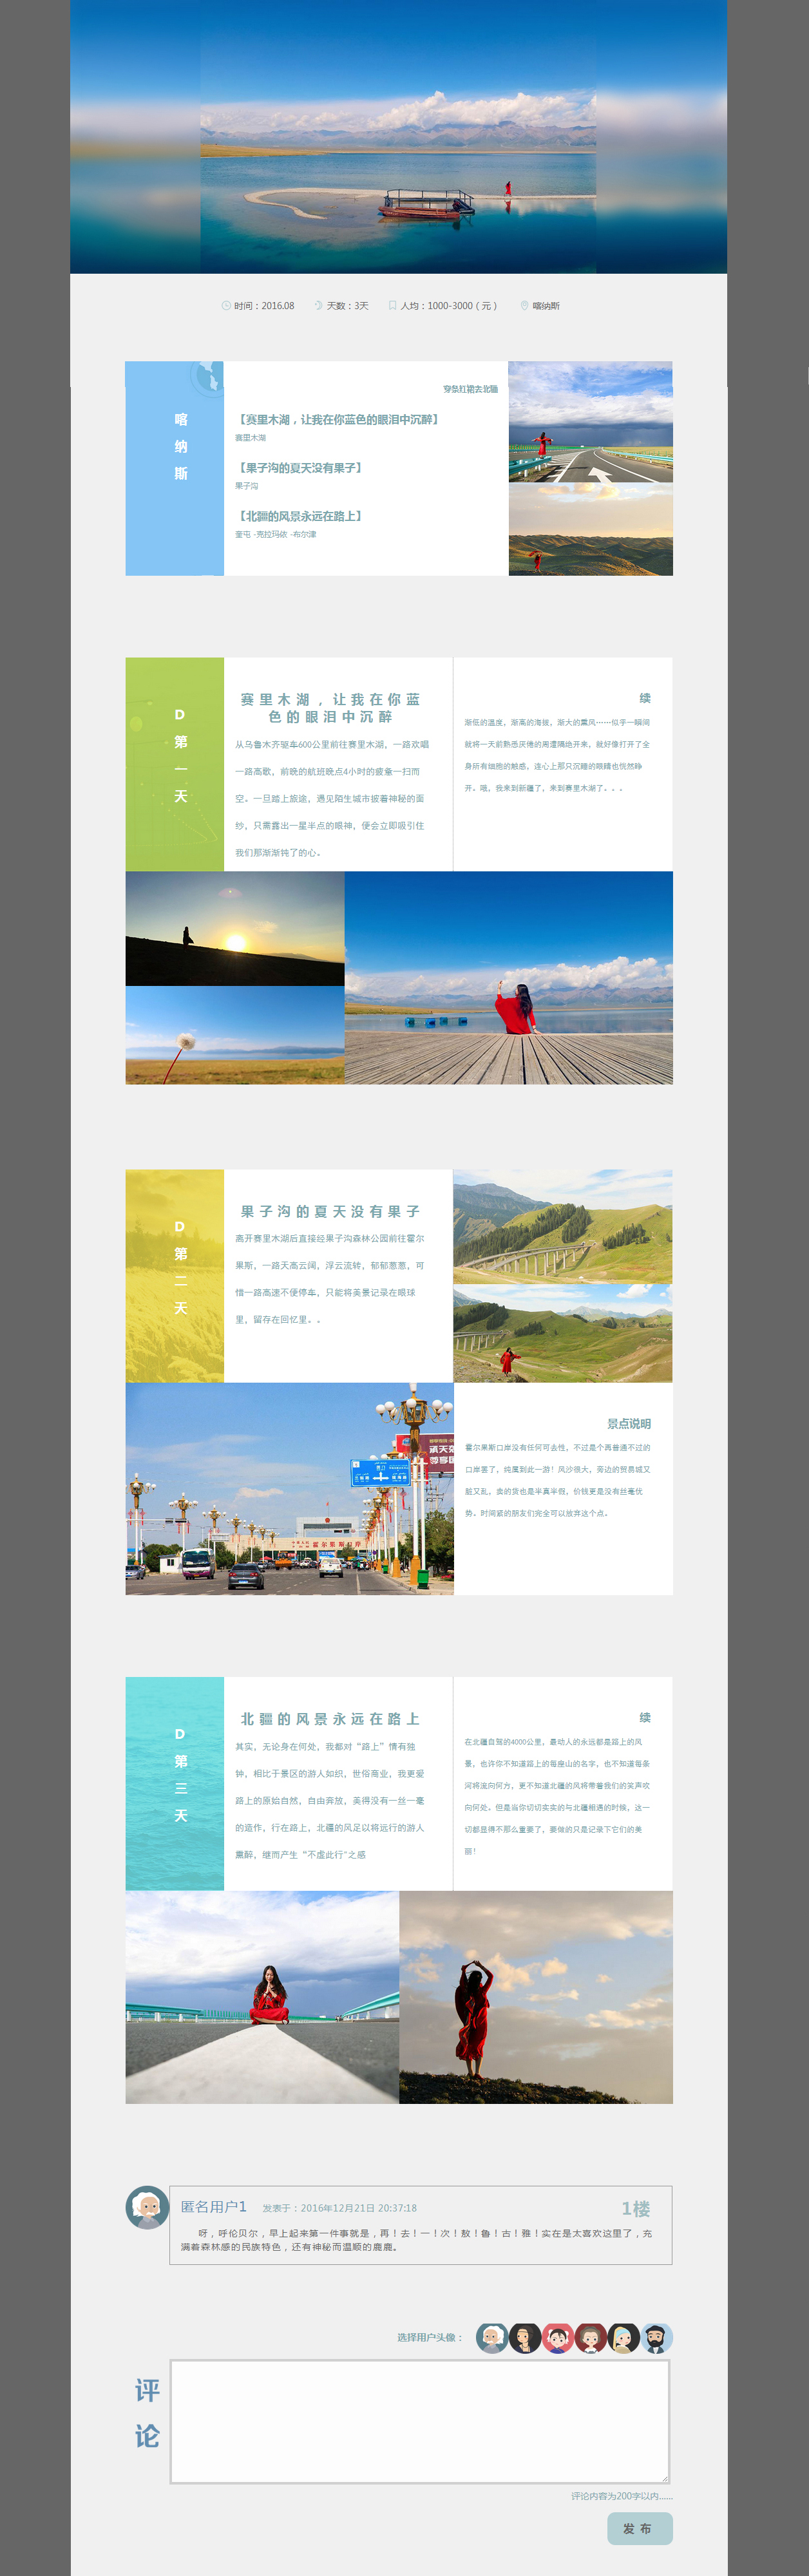 时间：2016.08 天数：3天 人均：1000-3000（元） 喀纳斯
喀
纳
斯
穿条红裙去北疆
【赛里木湖，让我在你蓝色的眼泪中沉醉】
赛里木湖
【果子沟的夏天没有果子】
果子沟
【北疆的风景永远在路上】
奎屯 -克拉玛依 -布尔津
D
第
一
天
赛里木湖，让我在你蓝
色的眼泪中沉醉
从乌鲁木齐驱车600公里前往赛里木湖，一路欢唱
一路高歌，前晚的航班晚点4小时的疲惫一扫而
空。一旦踏上旅途，遇见陌生城市披着神秘的面
纱，只需露出一星半点的眼神，便会立即吸引住
我们那渐渐钝了的心。
续
渐低的温度，渐高的海拔，渐大的熏风……似乎一瞬间
就将一天前熟悉厌倦的周遭隔绝开来，就好像打开了全
身所有细胞的触感，连心上那只沉睡的眼睛也恍然睁
开。哦，我来到新疆了，来到赛里木湖了。。。
D
第
二
天
果子沟的夏天没有果子
离开赛里木湖后直接经果子沟森林公园前往霍尔
果斯，一路天高云阔，浮云流转，郁郁葱葱，可
惜一路高速不便停车，只能将美景记录在眼球
里，留存在回忆里。。
霍尔果斯口岸
景点说明
霍尔果斯口岸没有任何可去性，不过是个再普通不过的
口岸罢了，纯属到此一游！风沙很大，旁边的贸易城又
脏又乱，卖的货也是半真半假，价钱更是没有丝毫优
势。时间紧的朋友们完全可以放弃这个点。
D
第
三
天
北疆的风景永远在路上
其实，无论身在何处，我都对“路上”情有独
钟，相比于景区的游人如织，世俗商业，我更爱
路上的原始自然，自由奔放，美得没有一丝一毫
的造作，行在路上，北疆的风足以将远行的游人
熏醉，继而产生“不虚此行”之感
续
在北疆自驾的4000公里，最动人的永远都是路上的风
景，也许你不知道路上的每座山的名字，也不知道每条
河将流向何方，更不知道北疆的风将带着我们的笑声吹
向何处。但是当你切切实实的与北疆相遇的时候，这一
切都显得不那么重要了，要做的只是记录下它们的美
丽！
匿名用户1 发表于：2016年12月21日 20:37:18 1楼
呀，呼伦贝尔，早上起来第一件事就是，再！去！一！次！敖！鲁！古！雅！实在是太喜欢这里了，充
满着森林感的民族特色，还有神秘而温顺的鹿鹿。
选择用户头像：
评
论
评论内容为200字以内......
发 布